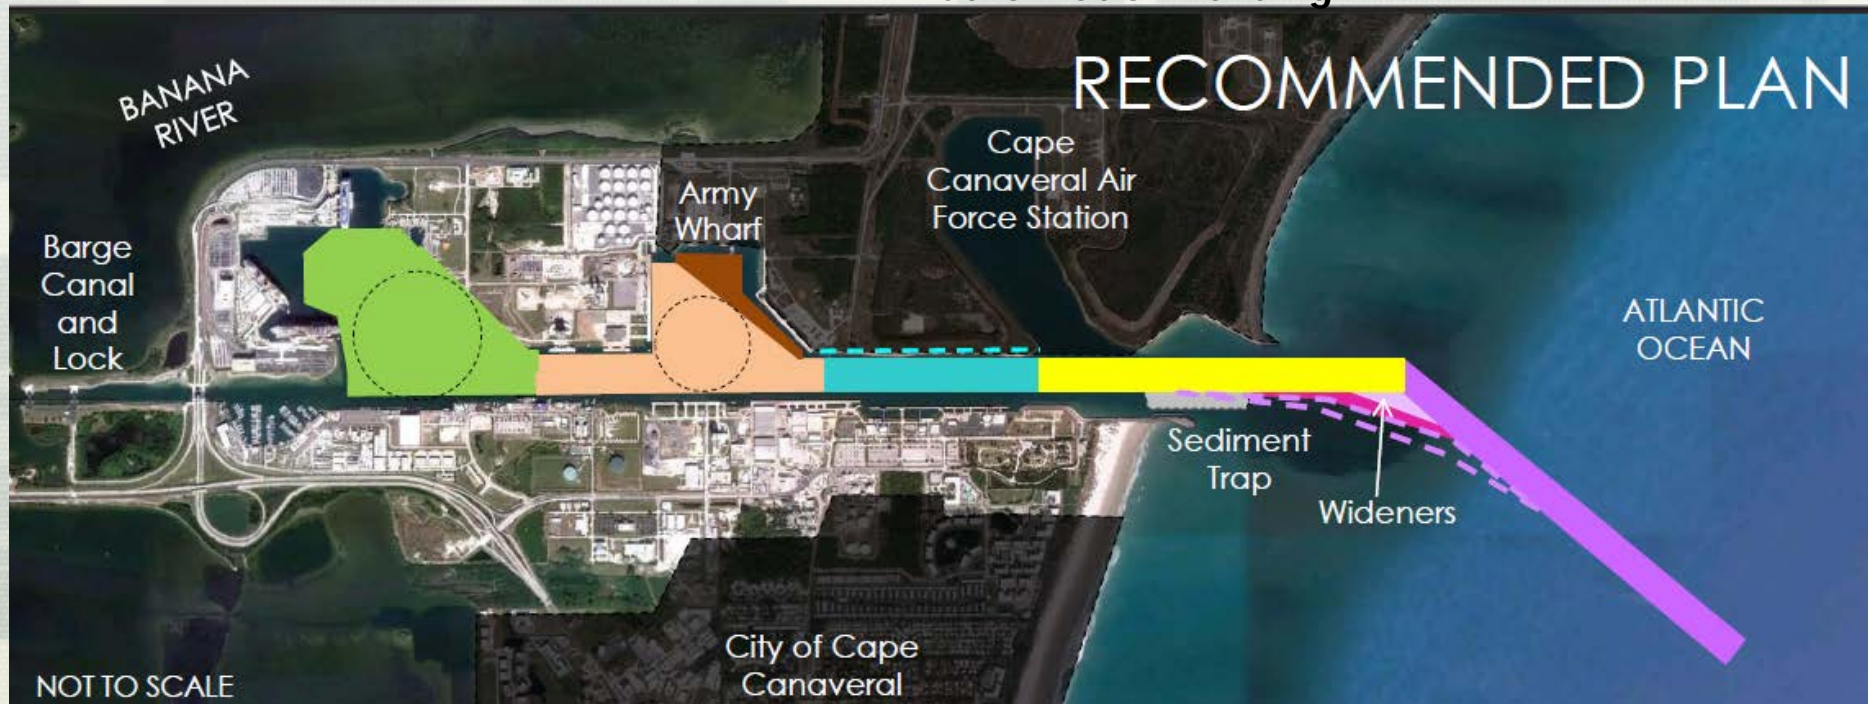 RECOMMENDED PLAN
BANANA
RIVER
Cape
Canaveral Air
Force Station
Army
Wharf
Barge
Canal
and
Lock
ATLANTIC
OCEAN
Sediment
Trap
Wideners
City of Cape
Canaveral
NOT TO SCALE